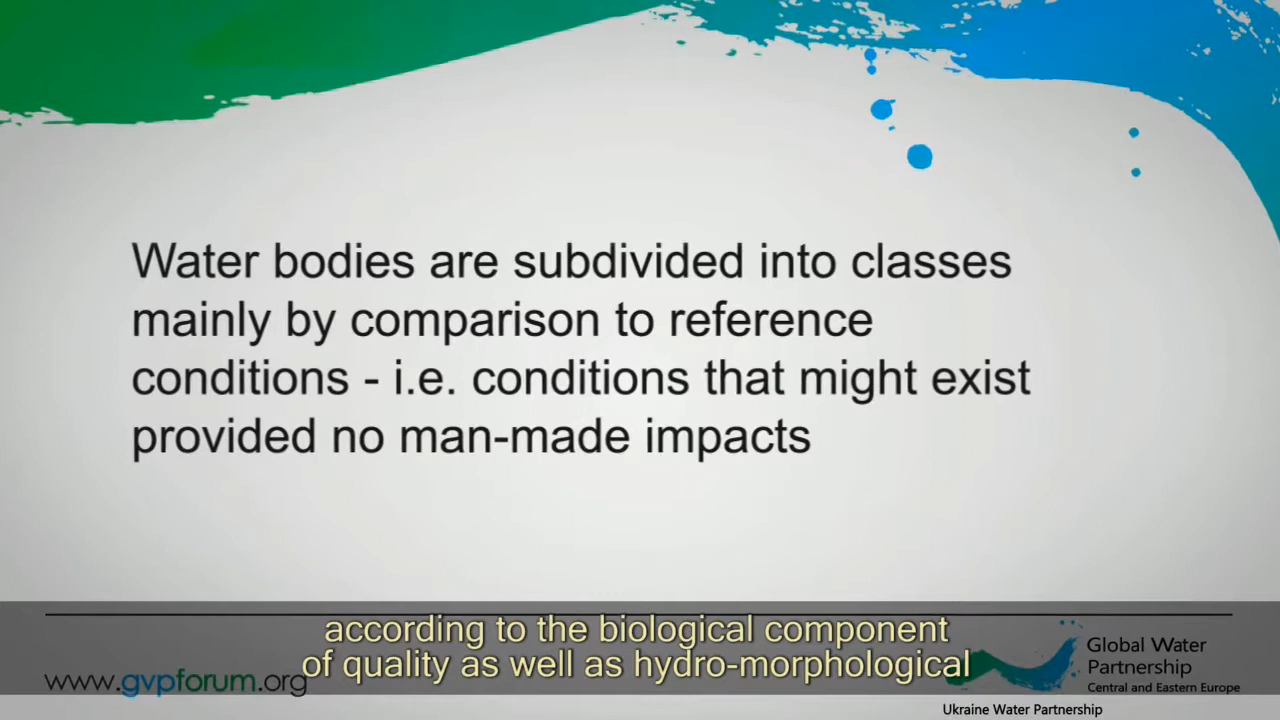 Water bodies are subdivided into classes
mainly by comparison to reference
conditions - i.e. conditions that might exist
provided no man-made impacts
according to the biological component
of quality as well as hydro-morphological
www.gvpforum.org
Global Water
Partnership
Central and Eastern Europe
Ukraine Water Partnership